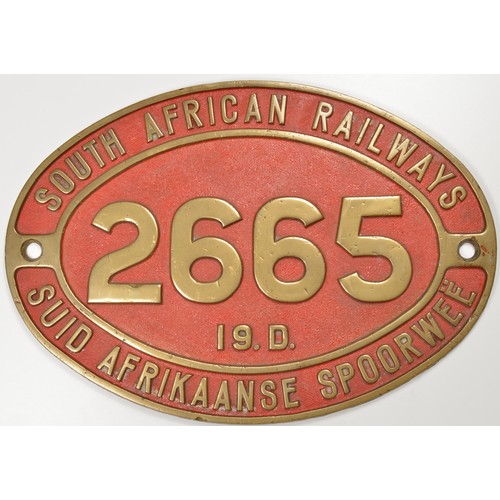 SOUTH AFRICAN RAILWAYS
2665
19.D.
SUID AFRIKAANSE SPOORWEË